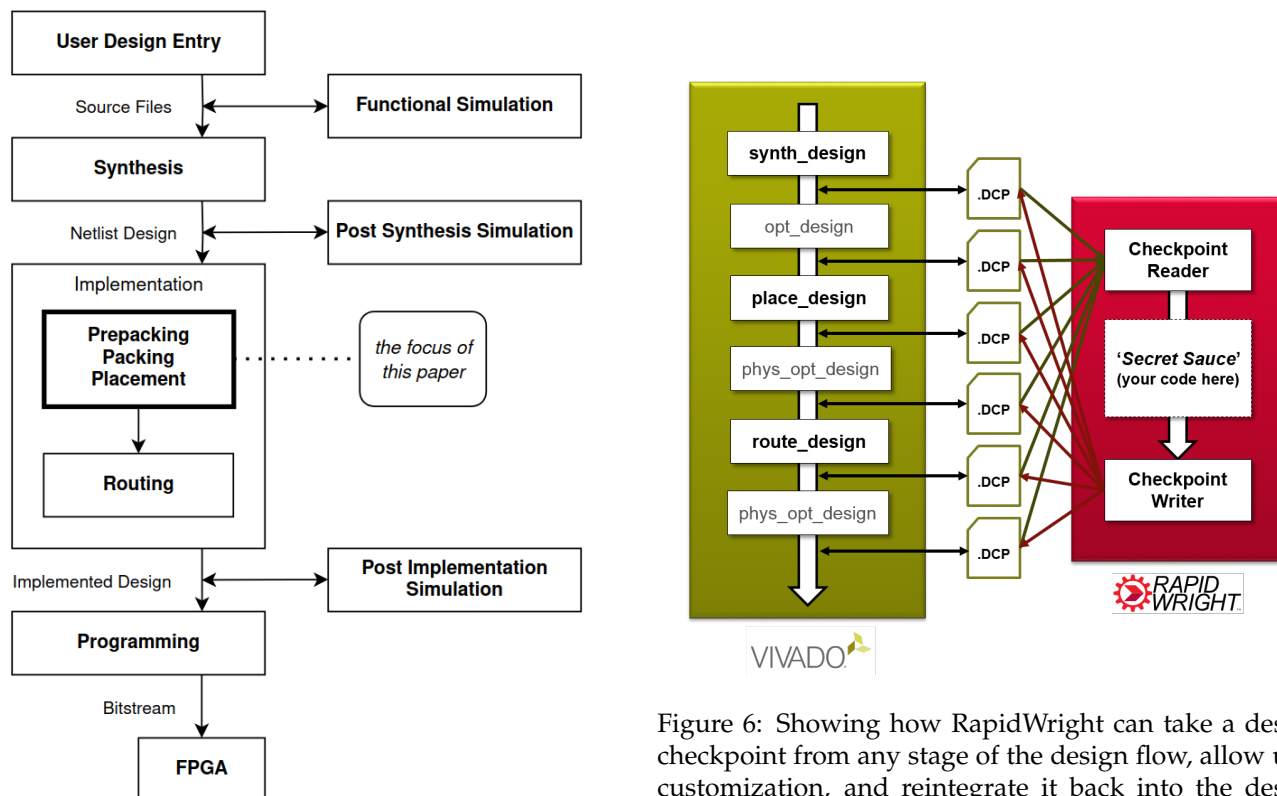 User Design Entry
Source Files
Functional Simulation
Synthesis
Netlist Design
Post Synthesis Simulation
Implementation
Prepacking
Packing
Placement
the focus of
this paper
Routing
Implemented Design
Post Implementation
Simulation
Programming
Bitstream
FPGA
synth_design
opt_design
place_design
phys_opt_design
route_design
phys_opt_design
.DCP
.DCP
.DCP
.DCP
.DCP
.DCP
Checkpoint
Reader
'Secret Sauce'
(your code here)
Checkpoint
Writer
VIVADO
RAPID
WRIGHT
Figure 6: Showing how RapidWright can take a des
checkpoint from any stage of the design flow, allow u
customization, and reintegrate it back into the des